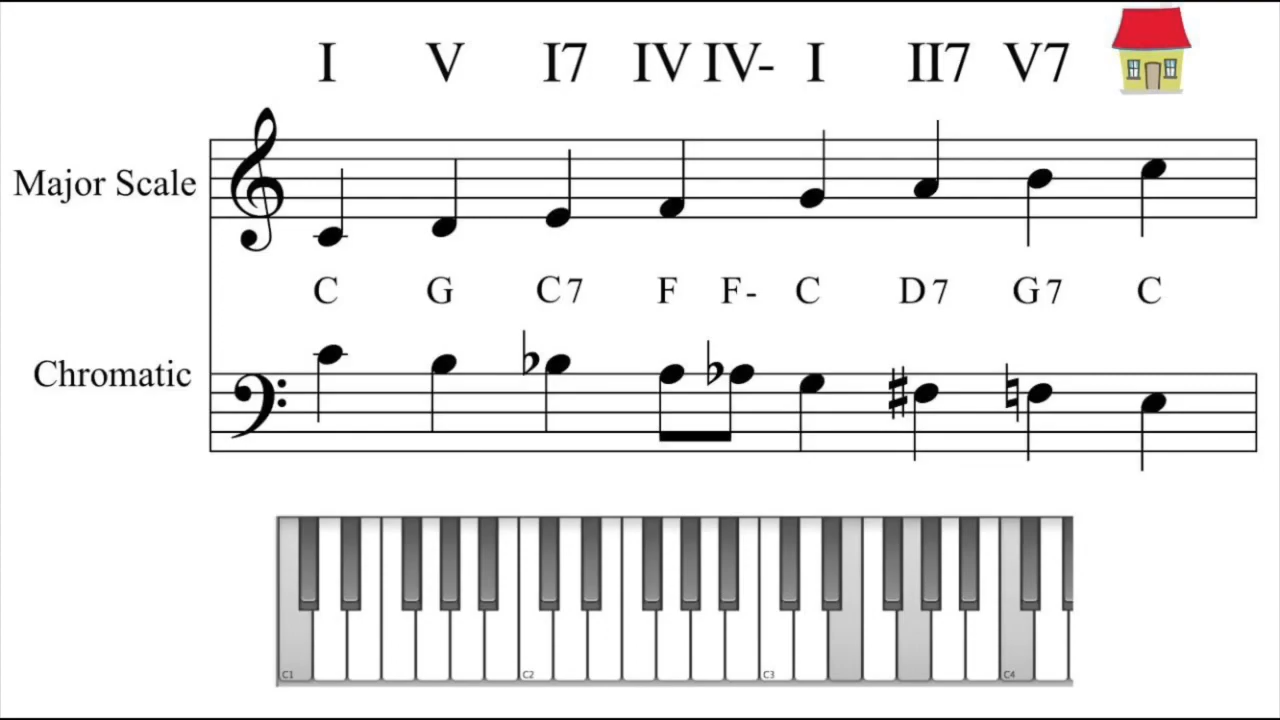 I V I7 IV IV- I II7 V7
Major Scale
C G C7 F F- C D7 G7 C
Chromatic
C1 C2 C3 C4